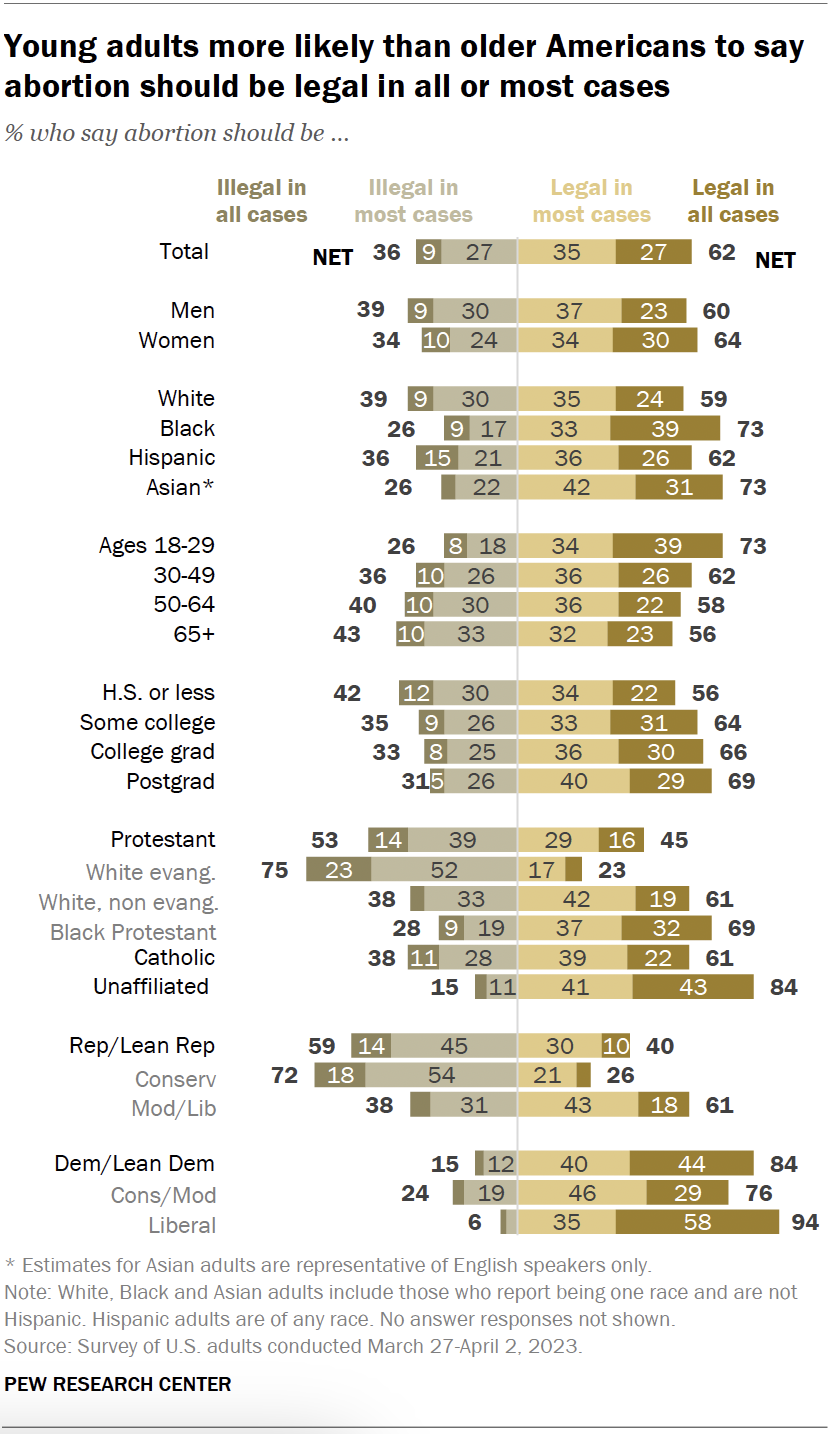 Young adults more likely than older Americans to say
abortion should be legal in all or most cases
% who say abortion should be ...
Illegal in all cases Illegal in most cases Legal in most cases Legal in all cases
Total NET 36 9 27 35 27 62 NET
Men 39 9 30 37 23 60
Women 34 10 24 34 30 64
White 39 9 30 35 24 59
Black 26 9 17 33 39 73
Hispanic 36 15 21 36 26 62
Asian* 26 22 42 31 73
Ages 18-29 26 8 18 34 39 73
30-49 36 10 26 36 26 62
50-64 40 10 30 36 22 58
65+ 43 10 33 32 23 56
H.S. or less 42 12 30 34 22 56
Some college 35 9 26 33 31 64
College grad 33 8 25 36 30 66
Postgrad 31 5 26 40 29 69
Protestant 53 14 39 29 16 45
White evang. 75 23 52 17 23
White, non evang. 38 33 42 19 61
Black Protestant 28 9 19 37 32 69
Catholic 38 11 28 39 22 61
Unaffiliated 15 11 41 43 84
Rep/Lean Rep 59 14 45 30 10 40
Conserv 72 18 54 21 26
Mod/Lib 38 31 43 18 61
Dem/Lean Dem 15 12 40 44 84
Cons/Mod 24 19 46 29 76
Liberal 6 35 58 94
* Estimates for Asian adults are representative of English speakers only.
Note: White, Black and Asian adults include those who report being one race and are not
Hispanic. Hispanic adults are of any race. No answer responses not shown.
Source: Survey of U.S. adults conducted March 27-April 2, 2023.
PEW RESEARCH CENTER